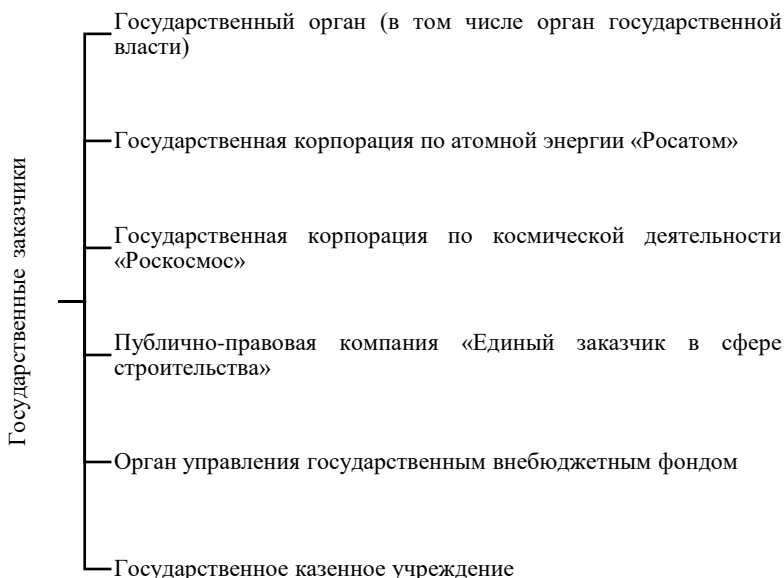 Государственные заказчики
Государственный орган (в том числе орган государственной
власти)
Государственная корпорация по атомной энергии «Росатом»
Государственная корпорация по космической деятельности
«Роскосмос»
Публично-правовая компания «Единый заказчик в сфере
строительства»
Орган управления государственным внебюджетным фондом
Государственное казенное учреждение